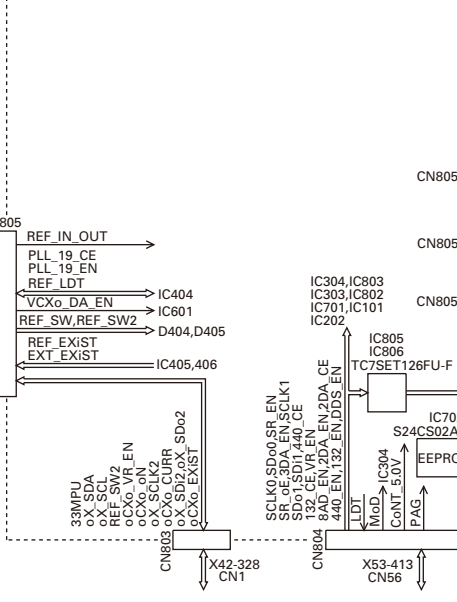 CN805
805
REF_IN_OUT
CN805
PLL_19_CE
PLL_19_EN
REF_LDT
IC404
VCXo_DA_EN
IC601
REF_SW,REF_SW2
D404,D405
REF_EXiST
EXT_EXiST
IC405,406
IC304,IC803
IC303,IC802
IC701,IC101
IC202
CN805
IC805
IC806
TC7SET126FU-F
IC70
S24CS02A
EEPRO
33MPU
oX_SDA
oX_SCL
REF_SW2
oCXo_VR_EN
oCXo_oN
oX_SCLK2
oCXo_CURR
oX_SDi2,oX_SDo2
oCXo_EXiST
SCLK0,SDo0,SR_EN
SR_oE,3DA_EN,SCLK1
SDo1,SDi1,440_CE
132_CE,VR_EN
8AD_EN,2DA_EN,2DA_CE
440_EN,132_EN,DDS_EN
LDT
MoD
IC304
CoNT_5.0V
PAG
CN803
X42-328
CN1
CN804
X53-413
CN56